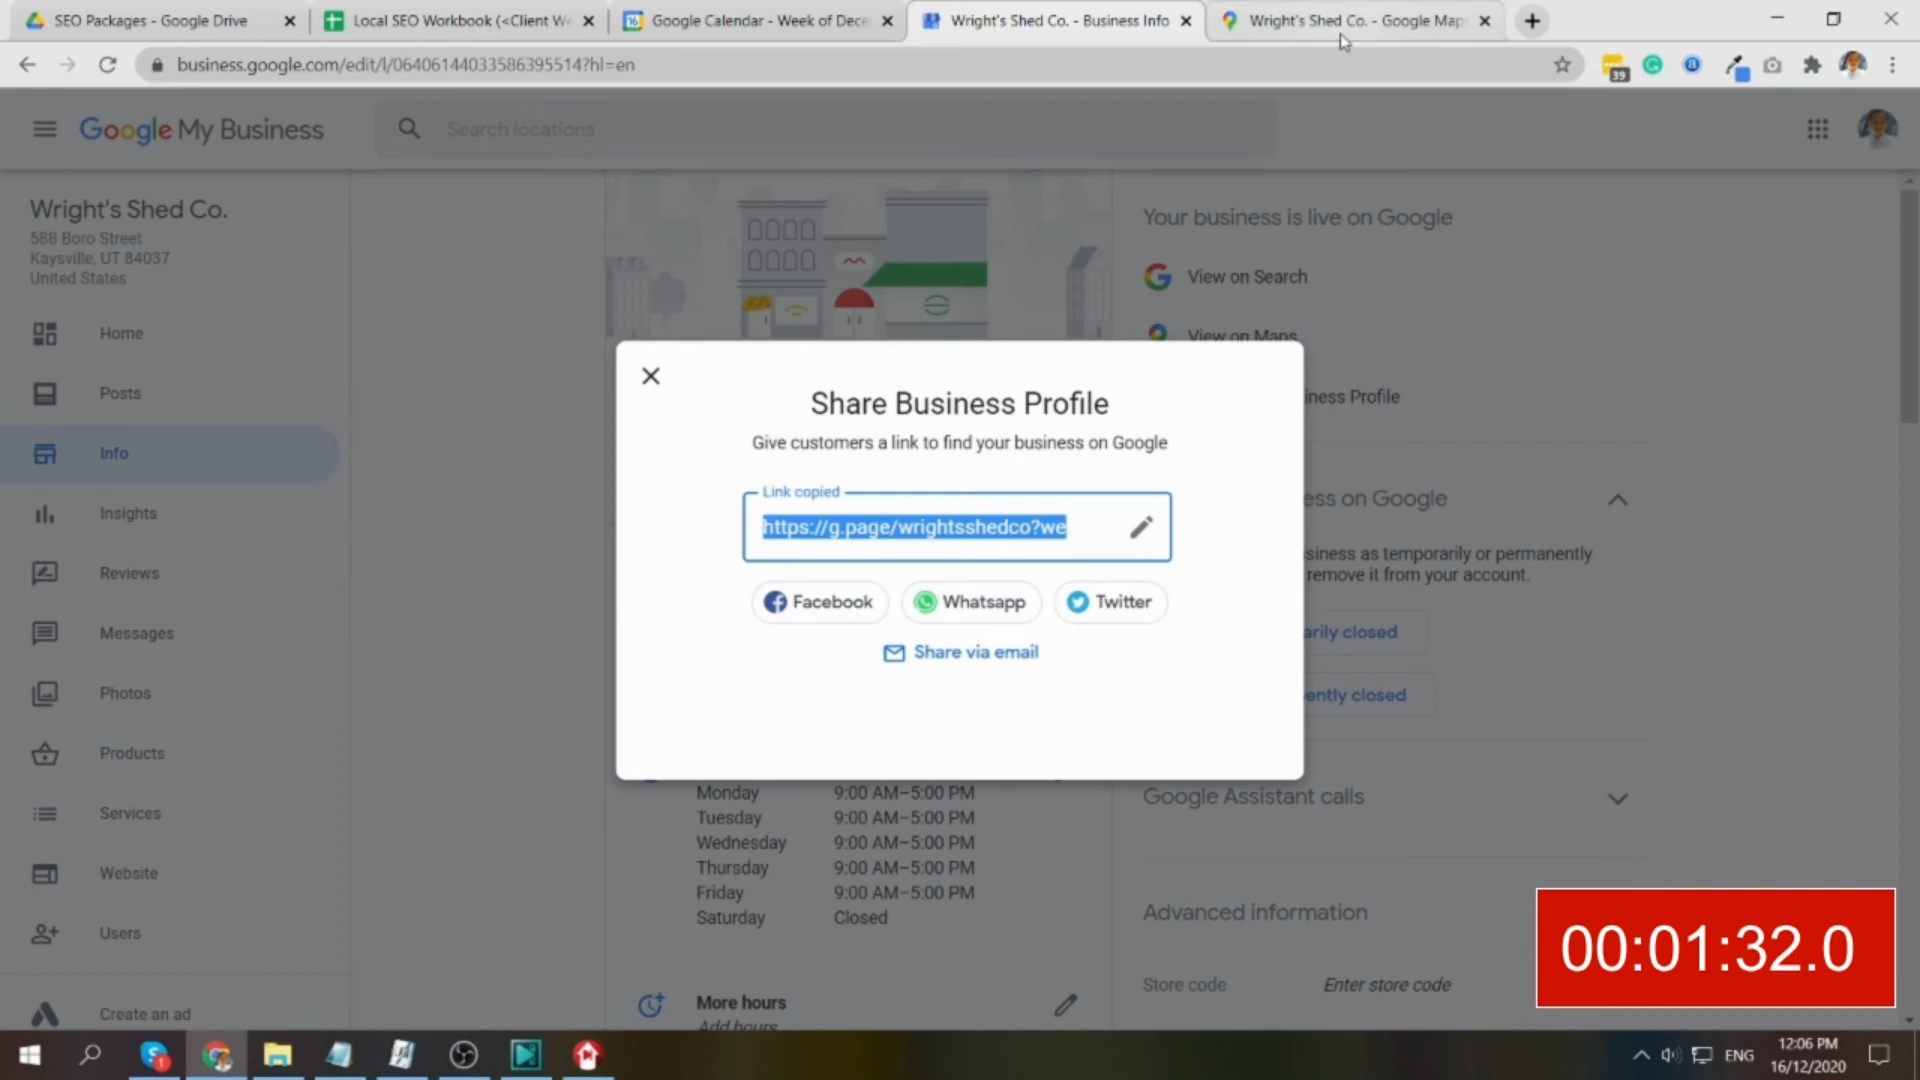 SEO Packages - Google Drive
Local SEO Workbook (<Client We
Google Calendar - Week of Dece
Wright's Shed Co. - Business Info
Wright's Shed Co. - Google Map
business.google.com/edit/l/06406144033586395514?hl=en
39
Google My Business
Search locations
Wright's Shed Co.
588 Boro Street
Kaysville, UT 84037
United States
Home
Posts
Info
Insights
Reviews
Messages
Photos
Products
Services
Website
Users
Create an ad
Your business is live on Google
View on Search
View on Maps
iness Profile
ess on Google
siness as temporarily or permanently
remove it from your account.
arily closed
ently closed
Google Assistant calls
Advanced information
Store code
Enter store code
Share Business Profile
Give customers a link to find your business on Google
Link copied
https://g.page/wrightsshedco?we
Facebook
Whatsapp
Twitter
Share via email
Monday 9:00 AM–5:00 PM
Tuesday 9:00 AM–5:00 PM
Wednesday 9:00 AM–5:00 PM
Thursday 9:00 AM–5:00 PM
Friday 9:00 AM–5:00 PM
Saturday Closed
More hours
Add hours
00:01:32.0
ENG
12:06 PM
16/12/2020